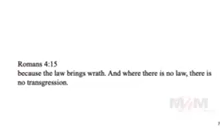 Romans 4:15
because the law brings wrath. And where there is no law, there is
no transgression.